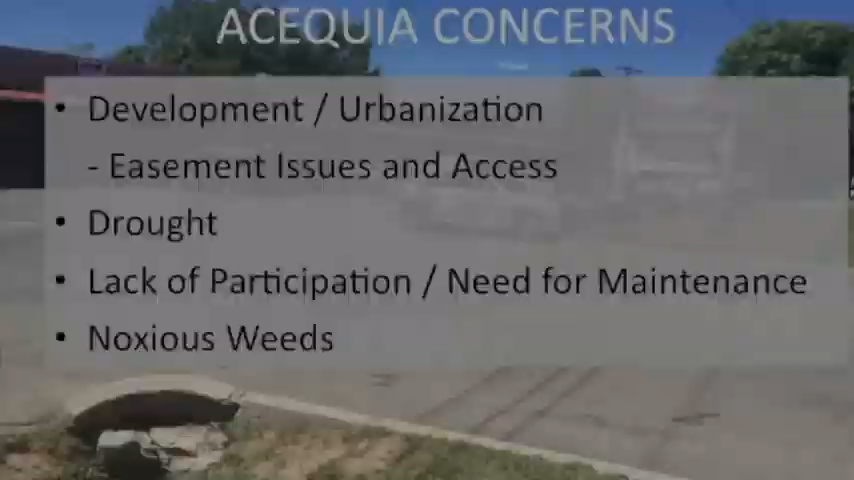 ACEQUIA CONCERNS
• Development / Urbanization
- Easement Issues and Access
• Drought
• Lack of Participation / Need for Maintenance
• Noxious Weeds